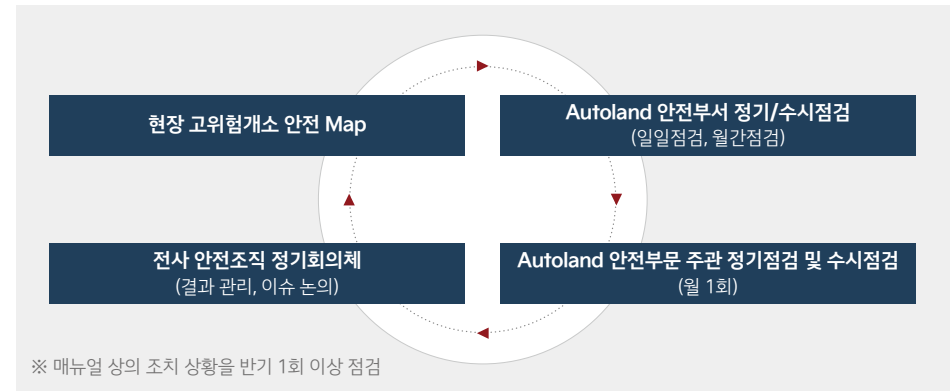 현장 고위험개소 안전 Map
Autoland 안전부서 정기/수시점검
(일일점검, 월간점검)
전사 안전조직 정기회의체
(결과 관리, 이슈 논의)
Autoland 안전부문 주관 정기점검 및 수시점검
(월 1회)
※ 매뉴얼 상의 조치 상황을 반기 1회 이상 점검